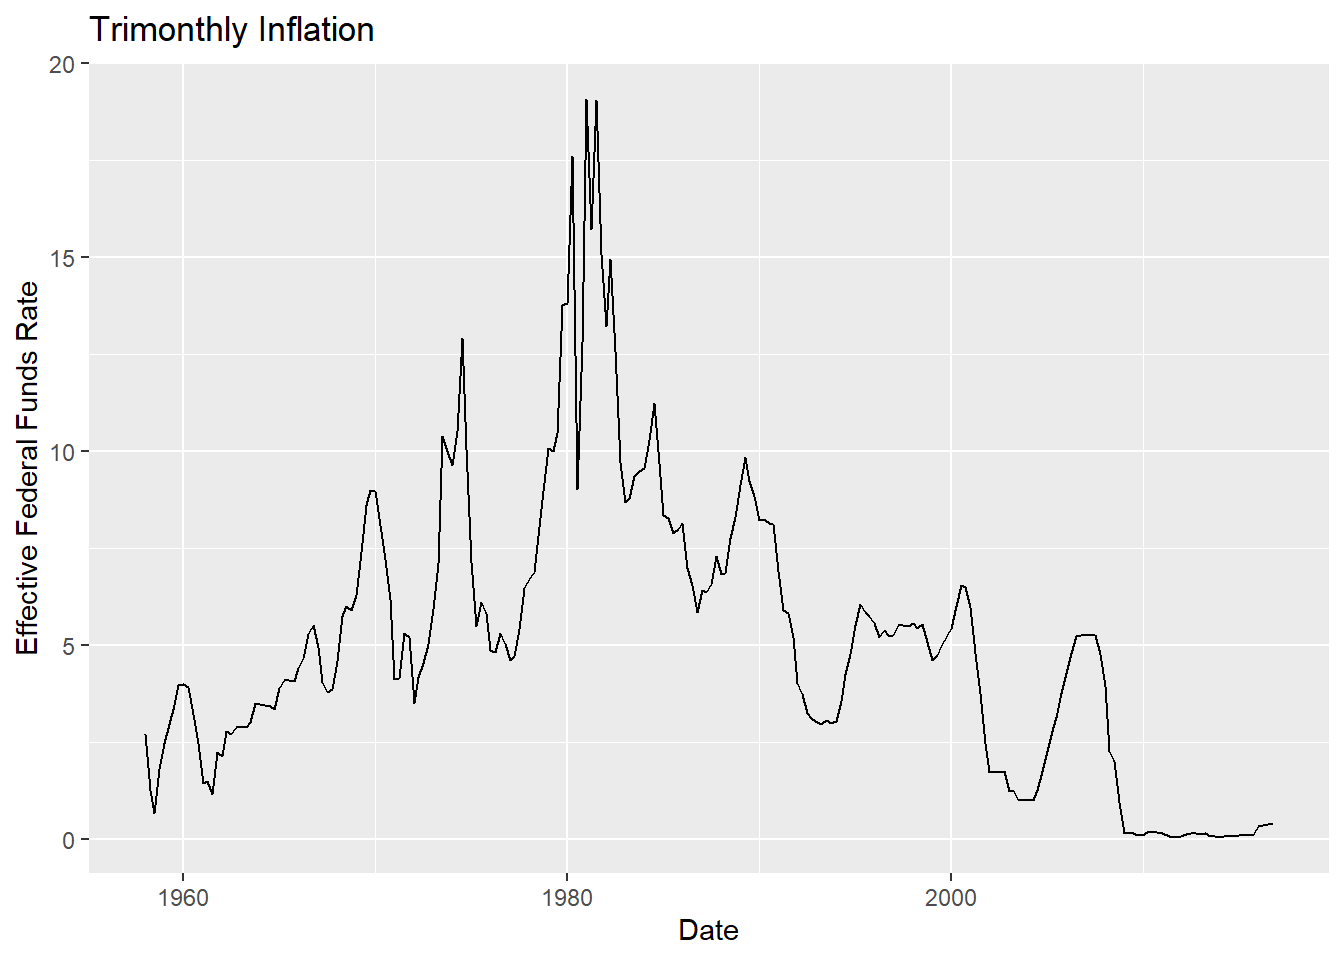 Trimonthly Inflation
20
15
10
5
0
Effective Federal Funds Rate
1960
1980
2000
Date